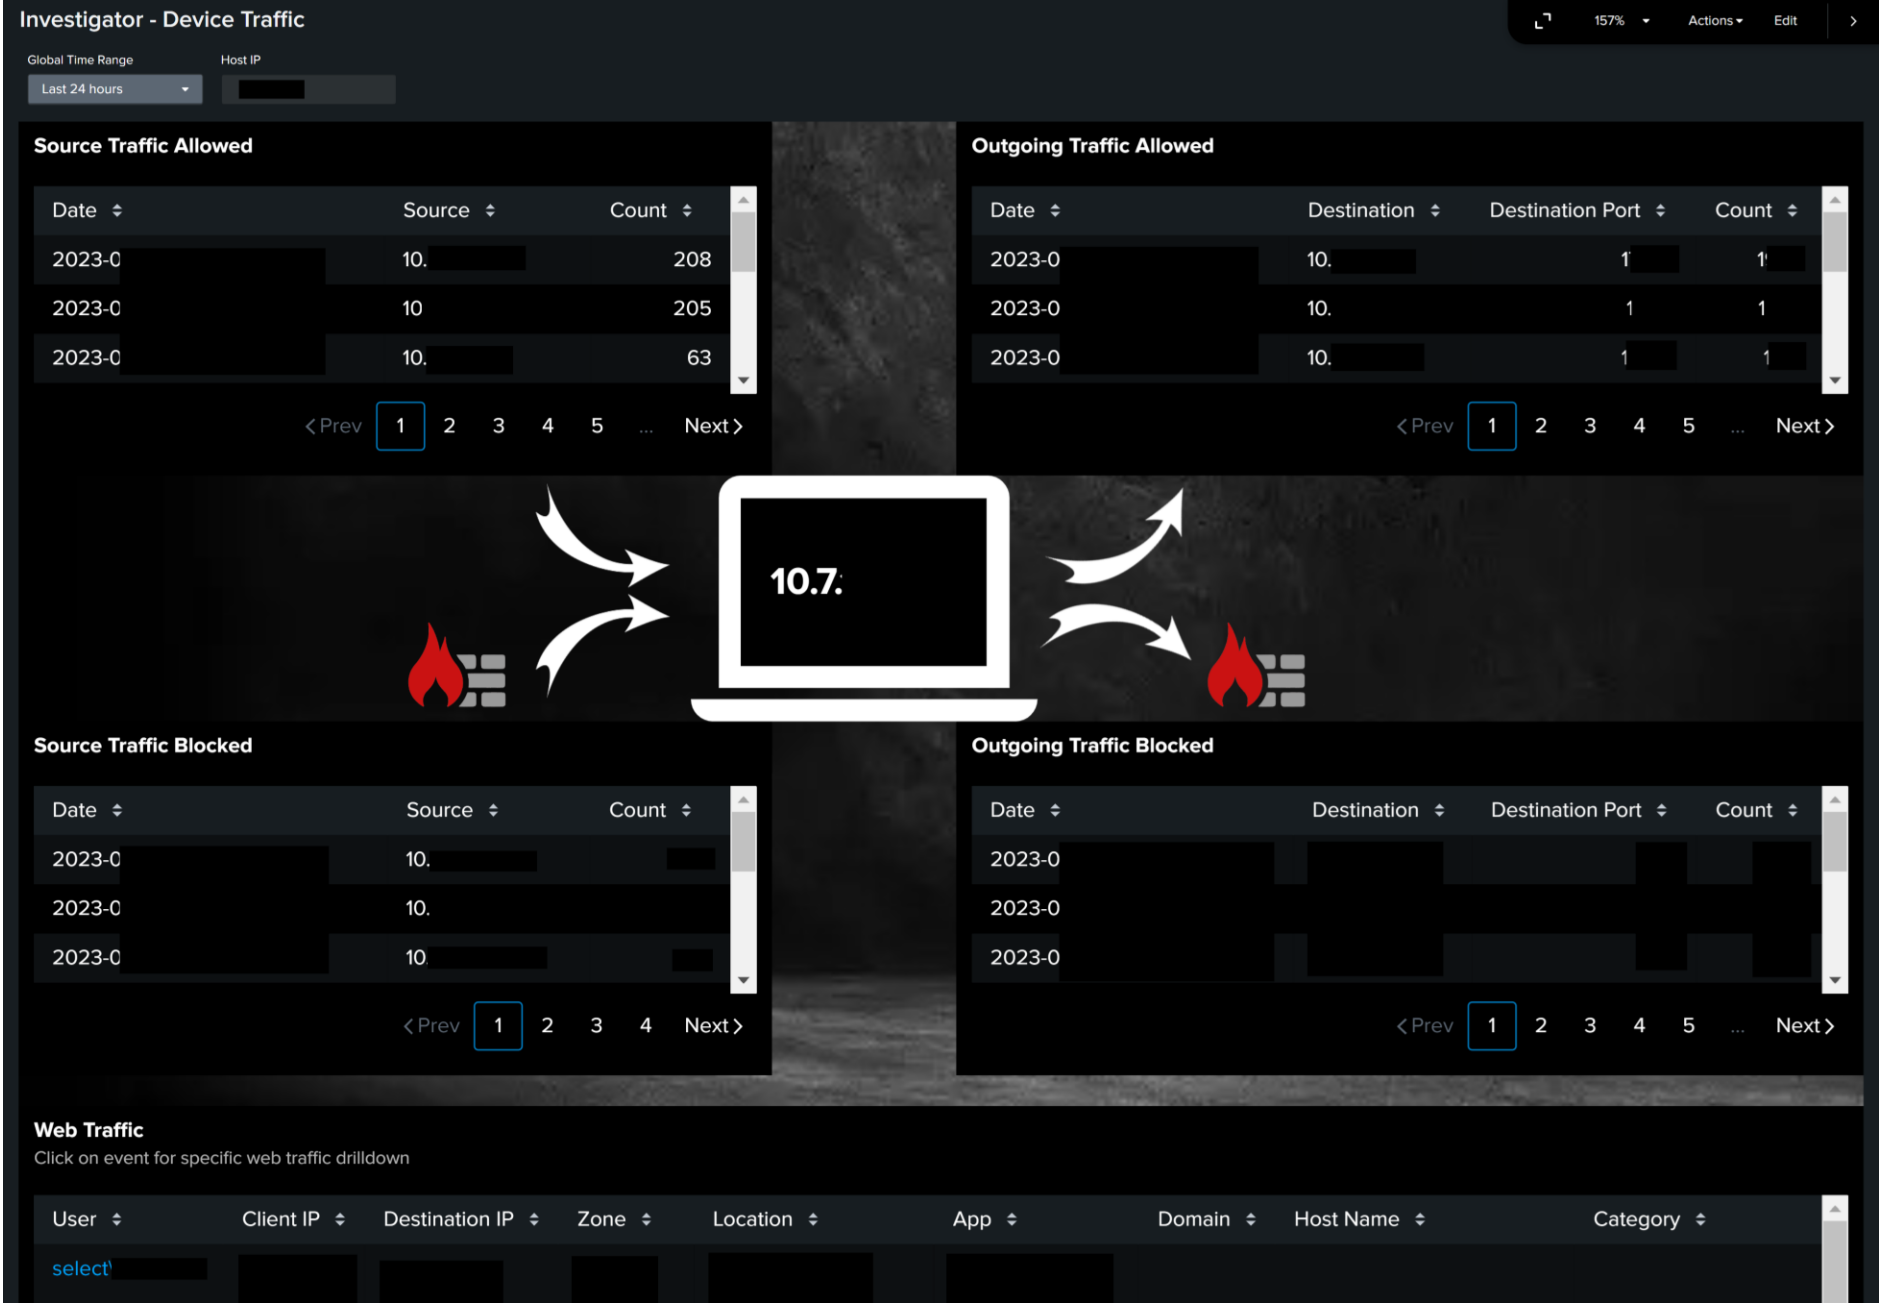 Investigator - Device Traffic
157% Actions Edit
Global Time Range Host IP
Last 24 hours
Source Traffic Allowed
Date Source Count
2023-0 10. 208
2023-0 10 205
2023-0 10. 63
Prev 1 2 3 4 5 ... Next
Outgoing Traffic Allowed
Date Destination Destination Port Count
2023-0 10. 1 1
2023-0 10. 1 1
2023-0 10. 1 1
Prev 1 2 3 4 5 ... Next
10.7.
Source Traffic Blocked
Date Source Count
2023-0 10.
2023-0 10.
2023-0 10
Prev 1 2 3 4 Next
Outgoing Traffic Blocked
Date Destination Destination Port Count
2023-0
2023-0
2023-0
Prev 1 2 3 4 5 ... Next
Web Traffic
Click on event for specific web traffic drilldown
User Client IP Destination IP Zone Location App Domain Host Name Category
select\